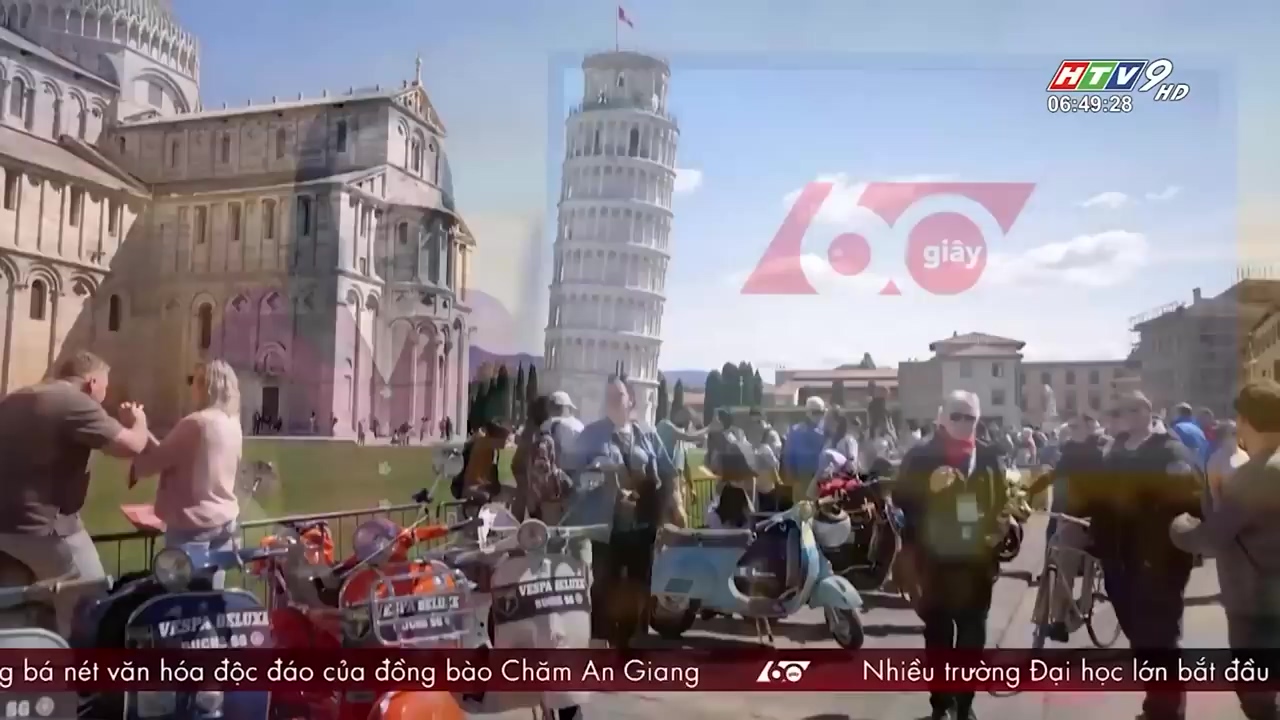 HTV9 HD
06:49:28
60 giây
VESPA DELUXE
VESPA DELUXE
VESPA DELUXE
g bá nét văn hóa độc đáo của đồng bào Chăm An Giang 60 giây Nhiều trường Đại học lớn bắt đầu